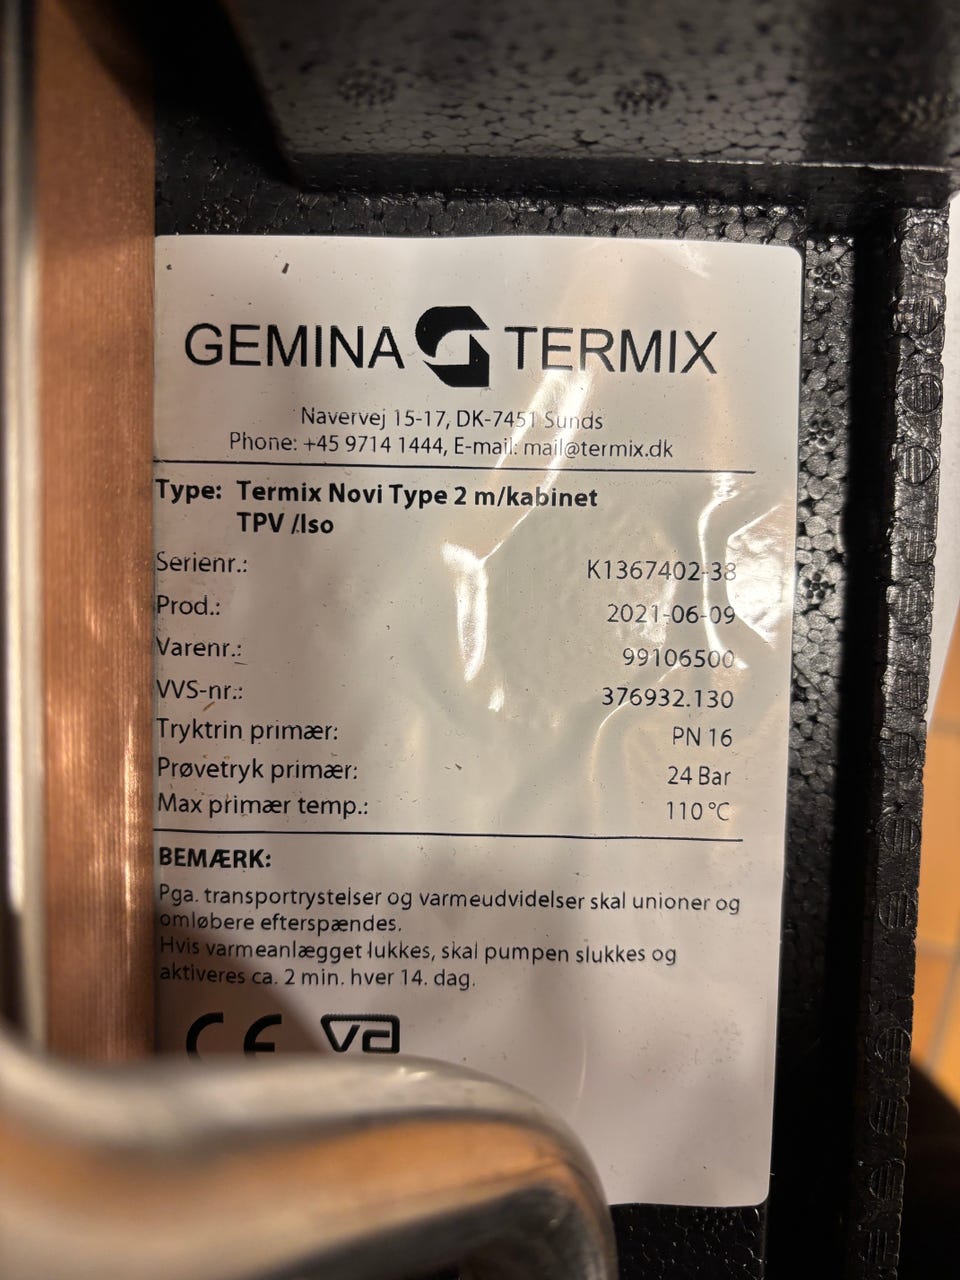 GEMINA TERMIX
Navervej 15-17, DK-7451 Sunds
Phone: +45 9714 1444, E-mail: mail@termix.dk
Type: Termix Novi Type 2 m/kabinet
TPV /Iso
Serienr.: K1367402-38
Prod.: 2021-06-09
Varenr.: 99106500
VVS-nr.: 376932.130
Tryktrin primær: PN 16
Prøvetryk primær: 24 Bar
Max primær temp.: 110 °C
BEMÆRK:
Pga. transportrystelser og varmeudvidelser skal unioner og
omløbere efterspændes.
Hvis varmeanlægget lukkes, skal pumpen slukkes og
aktiveres ca. 2 min. hver 14. dag.
CE VA